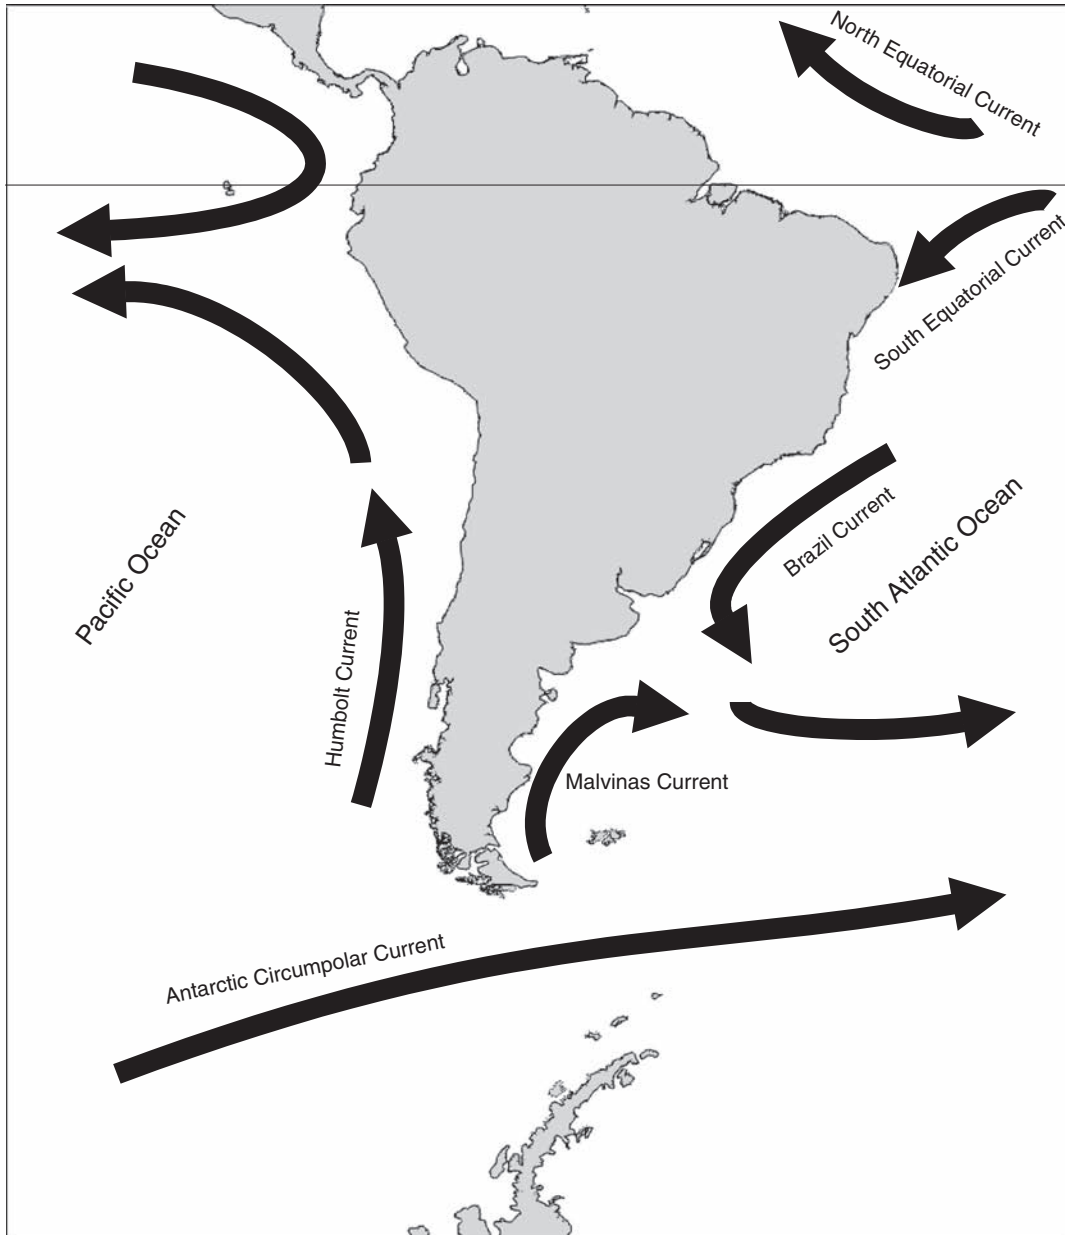 North Equatorial Current
South Equatorial Current
Brazil Current
South Atlantic Ocean
Pacific Ocean
Humbolt Current
Malvinas Current
Antarctic Circumpolar Current